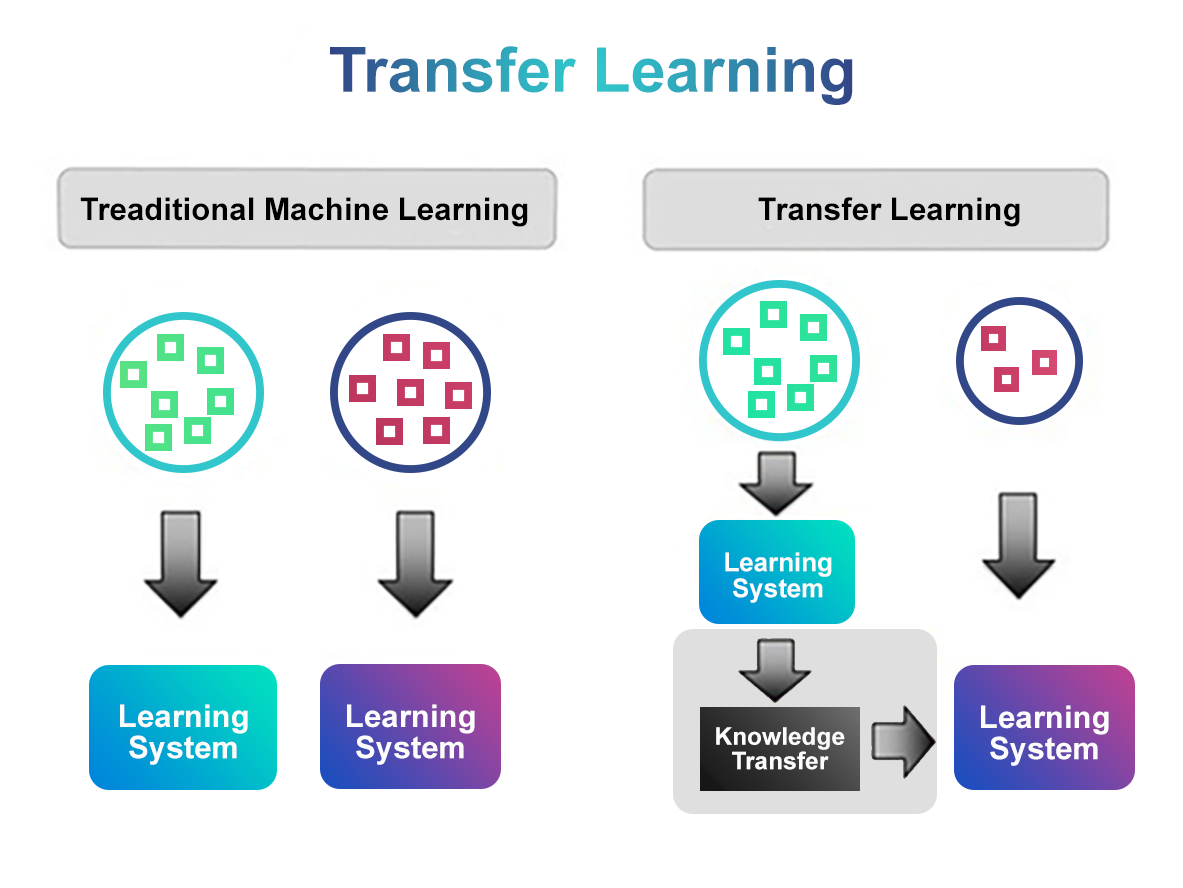 Transfer Learning
Treaditional Machine Learning
Transfer Learning
Learning
System
Learning
System
Learning
System
Knowledge
Transfer
Learning
System